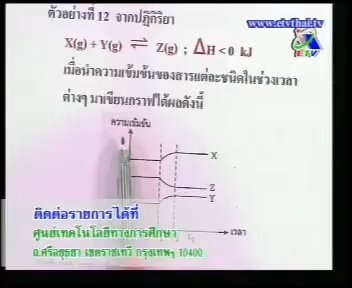 ตัวอย่างที่ 12 จากปฏิกิริยา
www.etvthai.tv
X(g) + Y(g) ⇌ Z(g) ; ΔH < 0 kJ
ETV
เมื่อนำความเข้มข้นของสารแต่ละชนิดในช่วงเวลา
ต่างๆ มาเขียนกราฟได้ผลดังนี้
ความเข้มข้น
X
Z
Y
เวลา
ติดต่อรายการได้ที่
ศูนย์เทคโนโลยีทางการศึกษา
ถ.ศรีอยุธยา เขตราชเทวี กรุงเทพฯ 10400